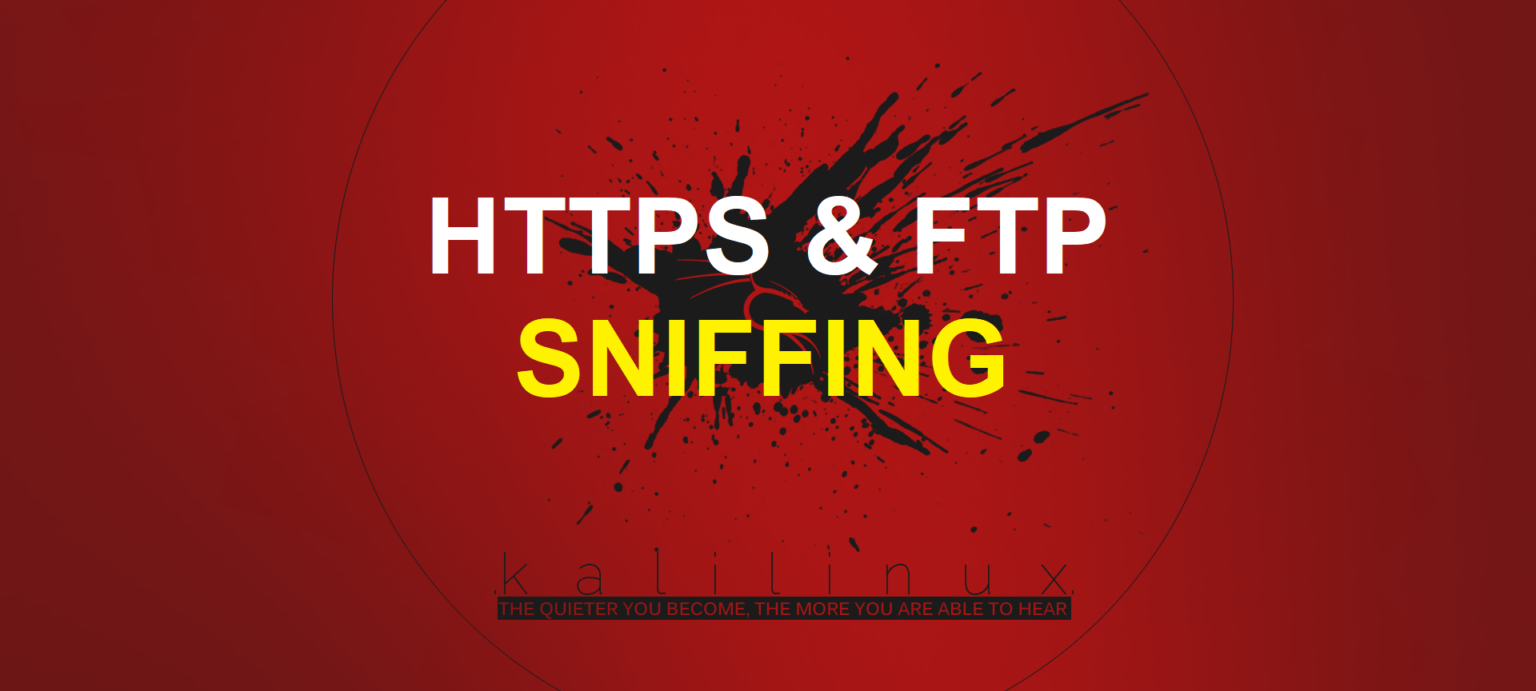 HTTPS & FTP
SNIFFING
kalilinux
THE QUIETER YOU BECOME, THE MORE YOU ARE ABLE TO HEAR